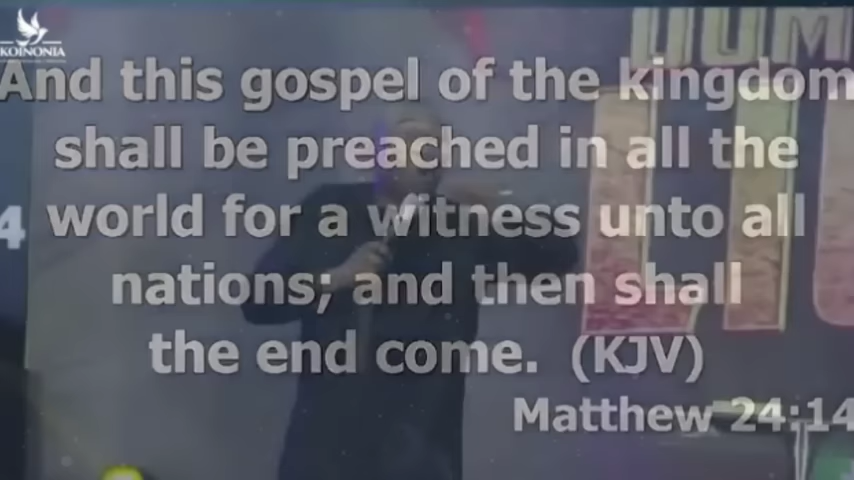 KOINONIA
And this gospel of the kingdom
shall be preached in all the
world for a witness unto all
nations; and then shall
the end come. (KJV)
Matthew 24:14
4